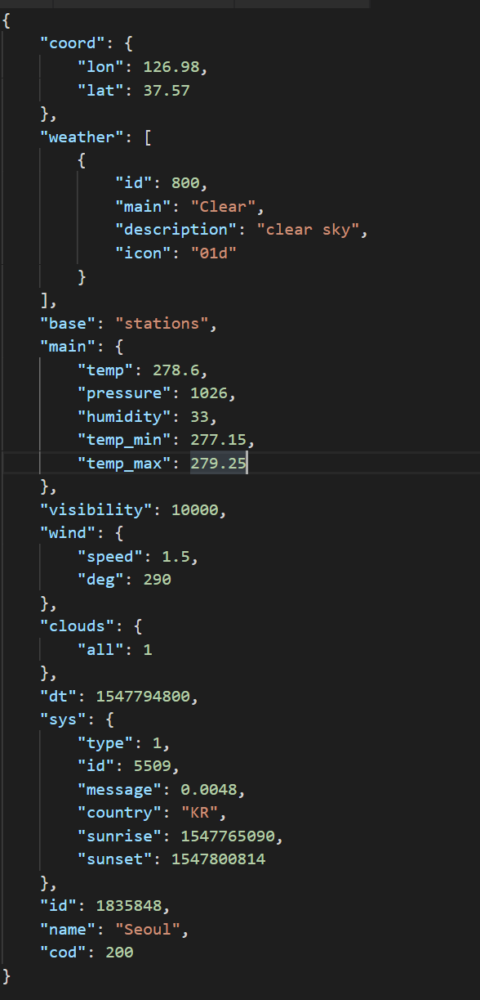 {
    "coord": {
        "lon": 126.98,
        "lat": 37.57
    },
    "weather": [
        {
            "id": 800,
            "main": "Clear",
            "description": "clear sky",
            "icon": "01d"
        }
    ],
    "base": "stations",
    "main": {
        "temp": 278.6,
        "pressure": 1026,
        "humidity": 33,
        "temp_min": 277.15,
        "temp_max": 279.25
    },
    "visibility": 10000,
    "wind": {
        "speed": 1.5,
        "deg": 290
    },
    "clouds": {
        "all": 1
    },
    "dt": 1547794800,
    "sys": {
        "type": 1,
        "id": 5509,
        "message": 0.0048,
        "country": "KR",
        "sunrise": 1547765090,
        "sunset": 1547800814
    },
    "id": 1835848,
    "name": "Seoul",
    "cod": 200
}